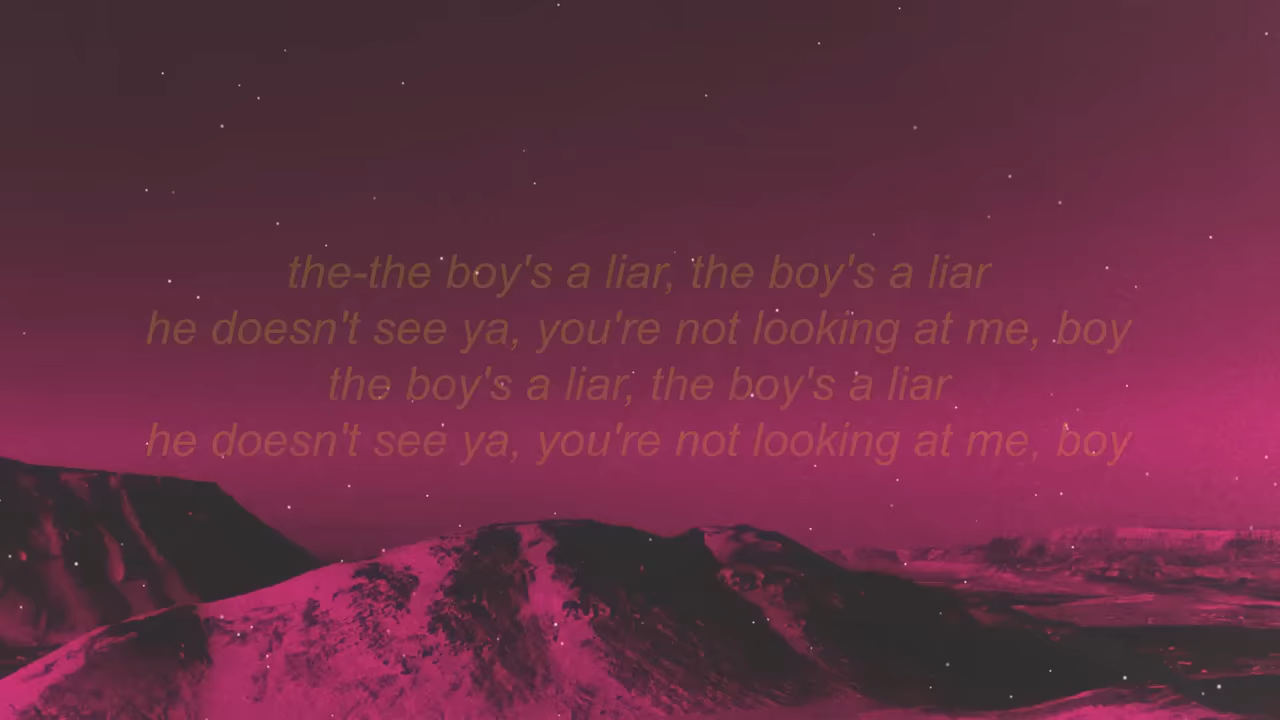 the-the boy's a liar, the boy's a liar
he doesn't see ya, you're not looking at me, boy
the boy's a liar, the boy's a liar
he doesn't see ya, you're not looking at me, boy